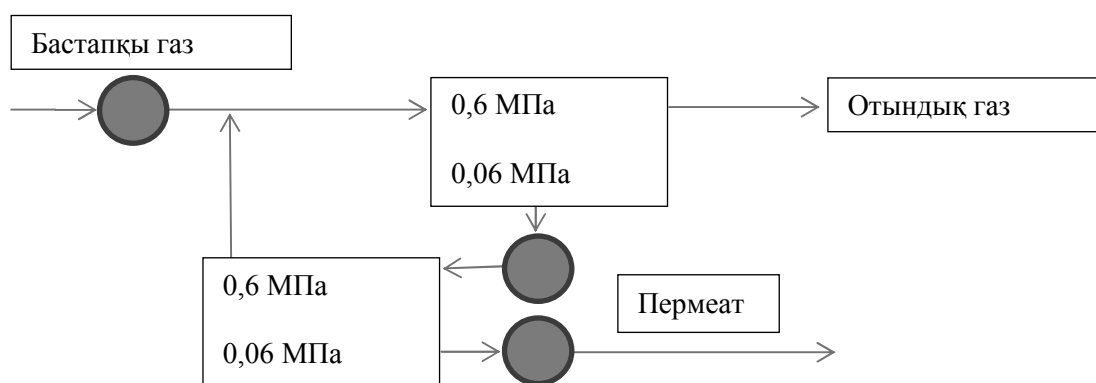 Бастапқы газ
0,6 МПа
0,06 МПа
Отындық газ
0,6 МПа
0,06 МПа
Пермеат